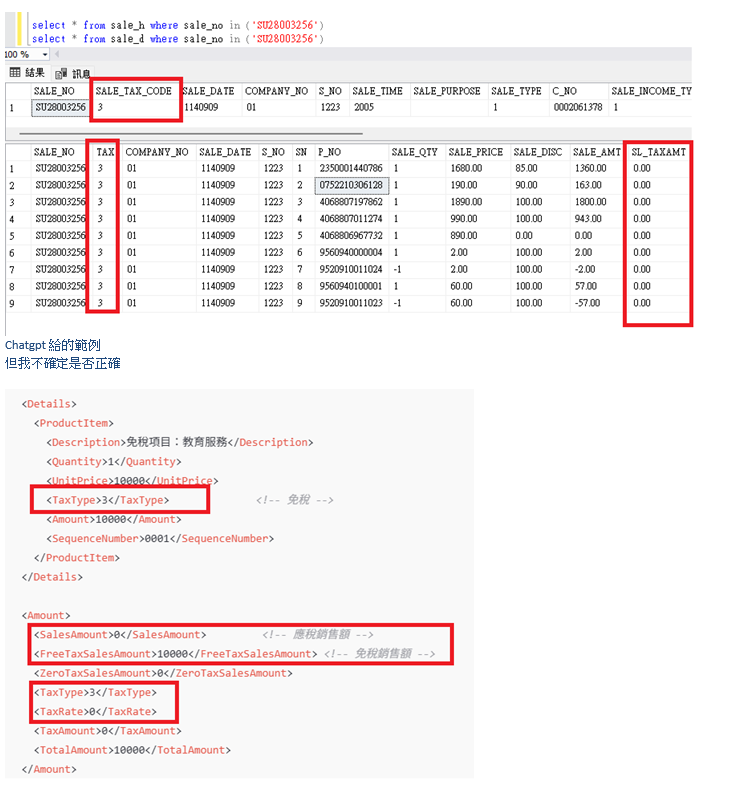 select * from sale_h where sale_no in ('SU28003256')
select * from sale_d where sale_no in ('SU28003256')
100 %
結果 訊息
SALE_NO SALE_TAX_CODE SALE_DATE COMPANY_NO S_NO SALE_TIME SALE_PURPOSE SALE_TYPE C_NO SALE_INCOME_TY
1 SU28003256 3 1140909 01 1223 2005 1 0002061378 1
SALE_NO TAX COMPANY_NO SALE_DATE S_NO SN P_NO SALE_QTY SALE_PRICE SALE_DISC SALE_AMT SL_TAXAMT
1 SU28003256 3 01 1140909 1223 1 2350001440786 1 1680.00 85.00 1360.00 0.00
2 SU28003256 3 01 1140909 1223 2 0752210306128 1 190.00 90.00 163.00 0.00
3 SU28003256 3 01 1140909 1223 3 4068807197862 1 1890.00 100.00 1800.00 0.00
4 SU28003256 3 01 1140909 1223 4 4068807011274 1 990.00 100.00 943.00 0.00
5 SU28003256 3 01 1140909 1223 5 4068806967732 1 890.00 0.00 0.00 0.00
6 SU28003256 3 01 1140909 1223 6 9560940000004 1 2.00 100.00 2.00 0.00
7 SU28003256 3 01 1140909 1223 7 9520910011024 -1 2.00 100.00 -2.00 0.00
8 SU28003256 3 01 1140909 1223 8 9560940100001 1 60.00 100.00 57.00 0.00
9 SU28003256 3 01 1140909 1223 9 9520910011023 -1 60.00 100.00 -57.00 0.00
Chatgpt 給的範例
但我不確定是否正確
<Details>
<ProductItem>
<Description>免稅項目：教育服務</Description>
<Quantity>1</Quantity>
<UnitPrice>10000</UnitPrice>
<TaxType>3</TaxType> <!-- 免稅 -->
<Amount>10000</Amount>
<SequenceNumber>0001</SequenceNumber>
</ProductItem>
</Details>
<Amount>
<SalesAmount>0</SalesAmount> <!-- 應稅銷售額 -->
<FreeTaxSalesAmount>10000</FreeTaxSalesAmount> <!-- 免稅銷售額 -->
<ZeroTaxSalesAmount>0</ZeroTaxSalesAmount>
<TaxType>3</TaxType>
<TaxRate>0</TaxRate>
<TaxAmount>0</TaxAmount>
<TotalAmount>10000</TotalAmount>
</Amount>